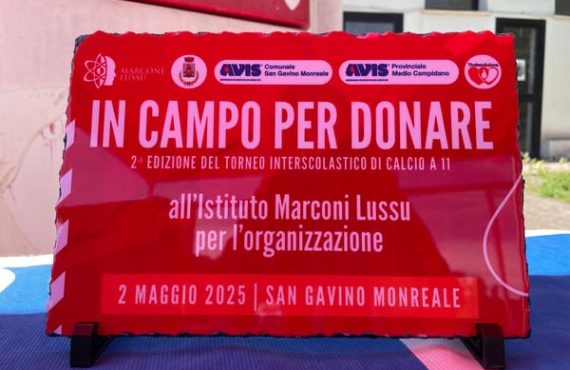 MARCONI
LUSSU
AVIS Comunale
San Gavino Monreale
AVIS Provinciale
Medio Campidano
IN CAMPO PER DONARE
2ª EDIZIONE DEL TORNEO INTERSCOLASTICO DI CALCIO A 11
all'Istituto Marconi Lussu
per l'organizzazione
2 MAGGIO 2025 | SAN GAVINO MONREALE